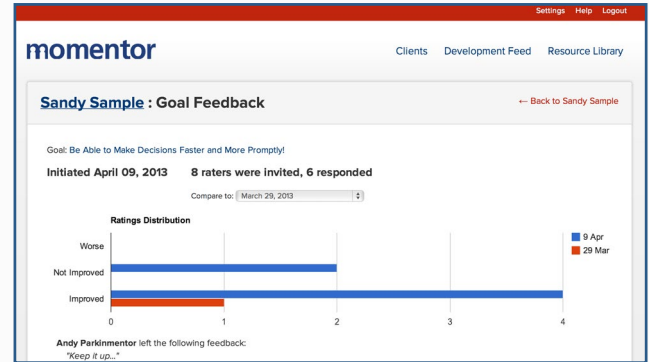 Settings Help Logout
momentor
Clients Development Feed Resource Library
Sandy Sample : Goal Feedback
← Back to Sandy Sample
Goal: Be Able to Make Decisions Faster and More Promptly!
Initiated April 09, 2013 8 raters were invited, 6 responded
Compare to: March 29, 2013
Ratings Distribution
Worse
Not Improved
Improved
0 1 2 3 4
9 Apr
29 Mar
Andy Parkinmentor left the following feedback:
"Keep it up..."